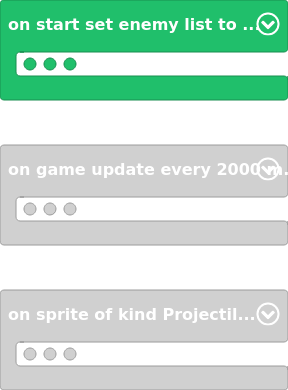 on start set enemy list to ...
on game update every 2000 m.
on sprite of kind Projectil...